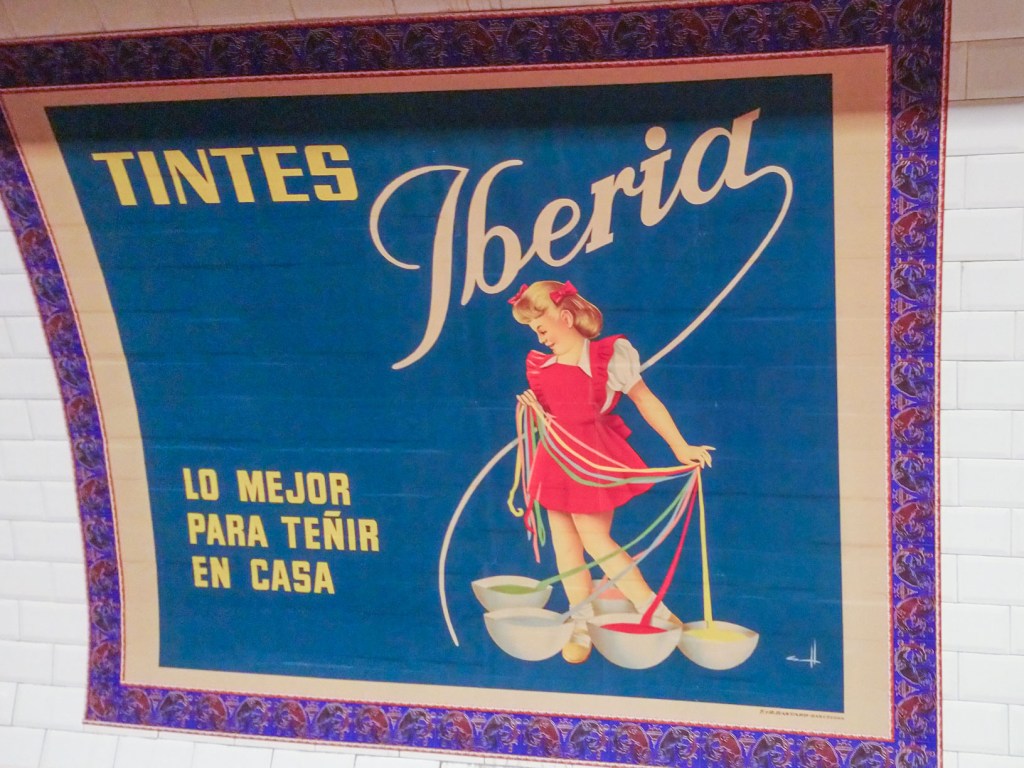 TINTES Iberia
LO MEJOR
PARA TEÑIR
EN CASA